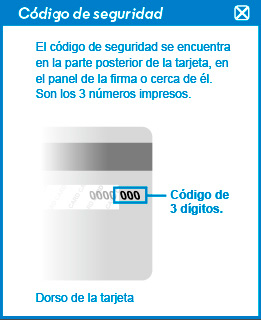 Código de seguridad
El código de seguridad se encuentra
en la parte posterior de la tarjeta, en
el panel de la firma o cerca de él.
Son los 3 números impresos.
0000 000
Código de
3 dígitos.
Dorso de la tarjeta